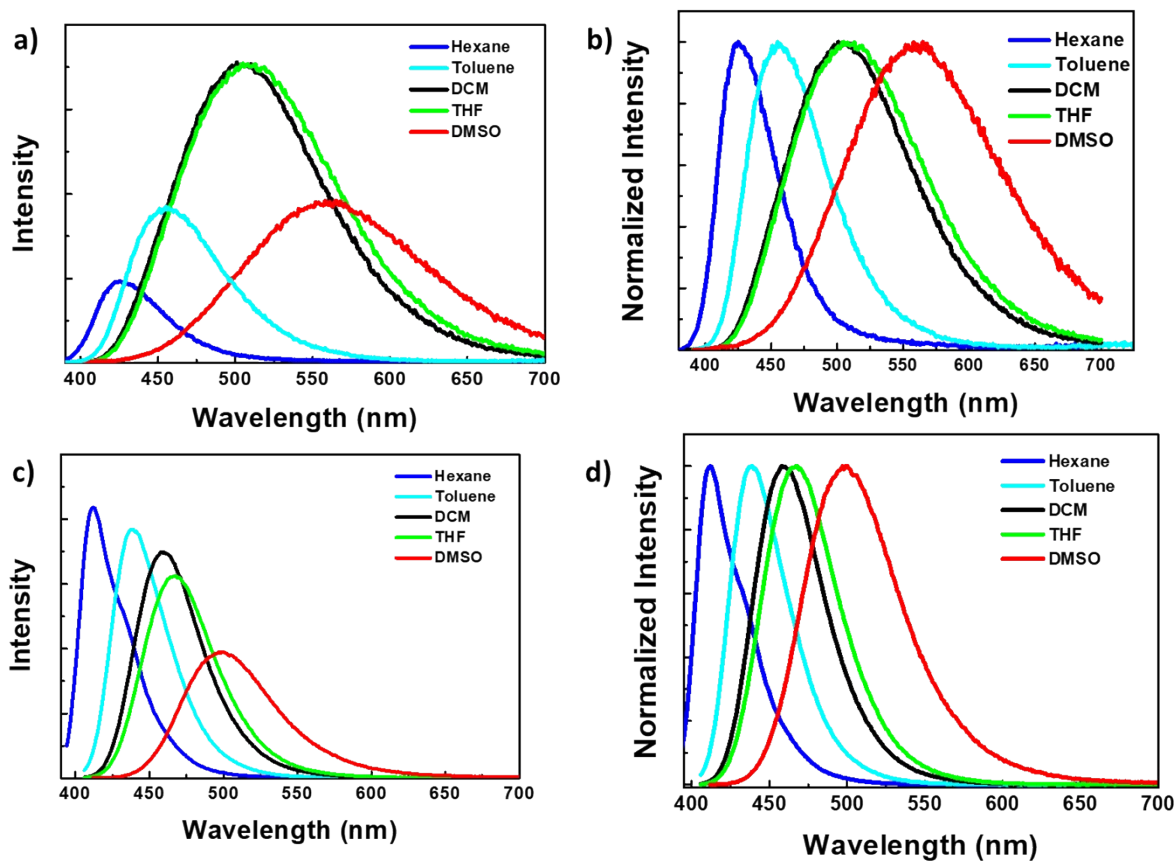 a)
Intensity
Hexane
Toluene
DCM
THF
DMSO
400 450 500 550 600 650 700
Wavelength (nm)
b)
Normalized Intensity
Hexane
Toluene
DCM
THF
DMSO
400 450 500 550 600 650 700
Wavelength (nm)
c)
Intensity
Hexane
Toluene
DCM
THF
DMSO
400 450 500 550 600 650 700
Wavelength (nm)
d)
Normalized Intensity
Hexane
Toluene
DCM
THF
DMSO
400 450 500 550 600 650 700
Wavelength (nm)